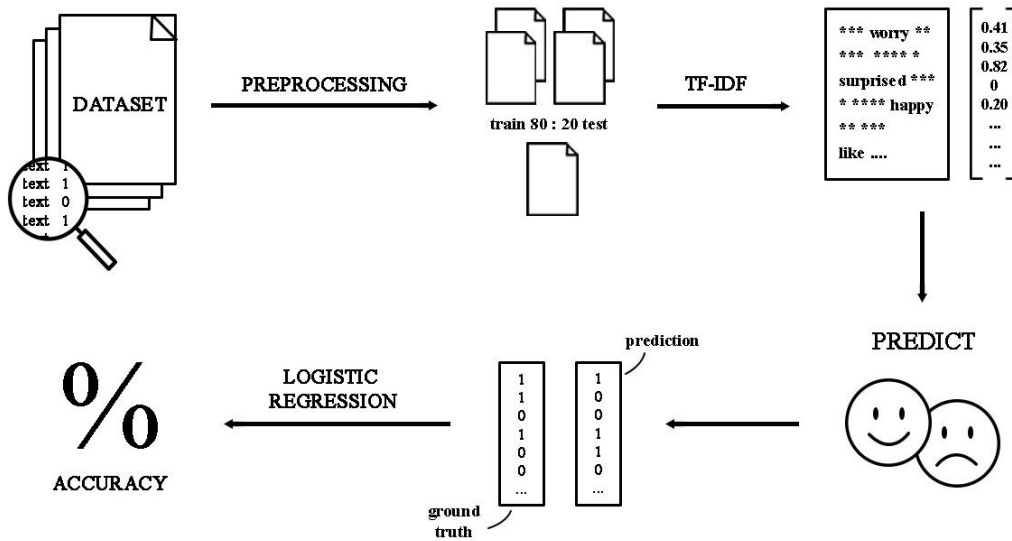 DATASET
text 1
text 1
text 0
text 1
PREPROCESSING
train 80 : 20 test
TF-IDF
*** worry **
*** **** *
surprised ***
* **** happy
** ***
like ....
0.41
0.35
0.82
0
0.20
...
...
...
PREDICT
prediction
1
0
0
1
1
0
...
1
1
0
1
0
0
...
ground
truth
LOGISTIC
REGRESSION
%
ACCURACY